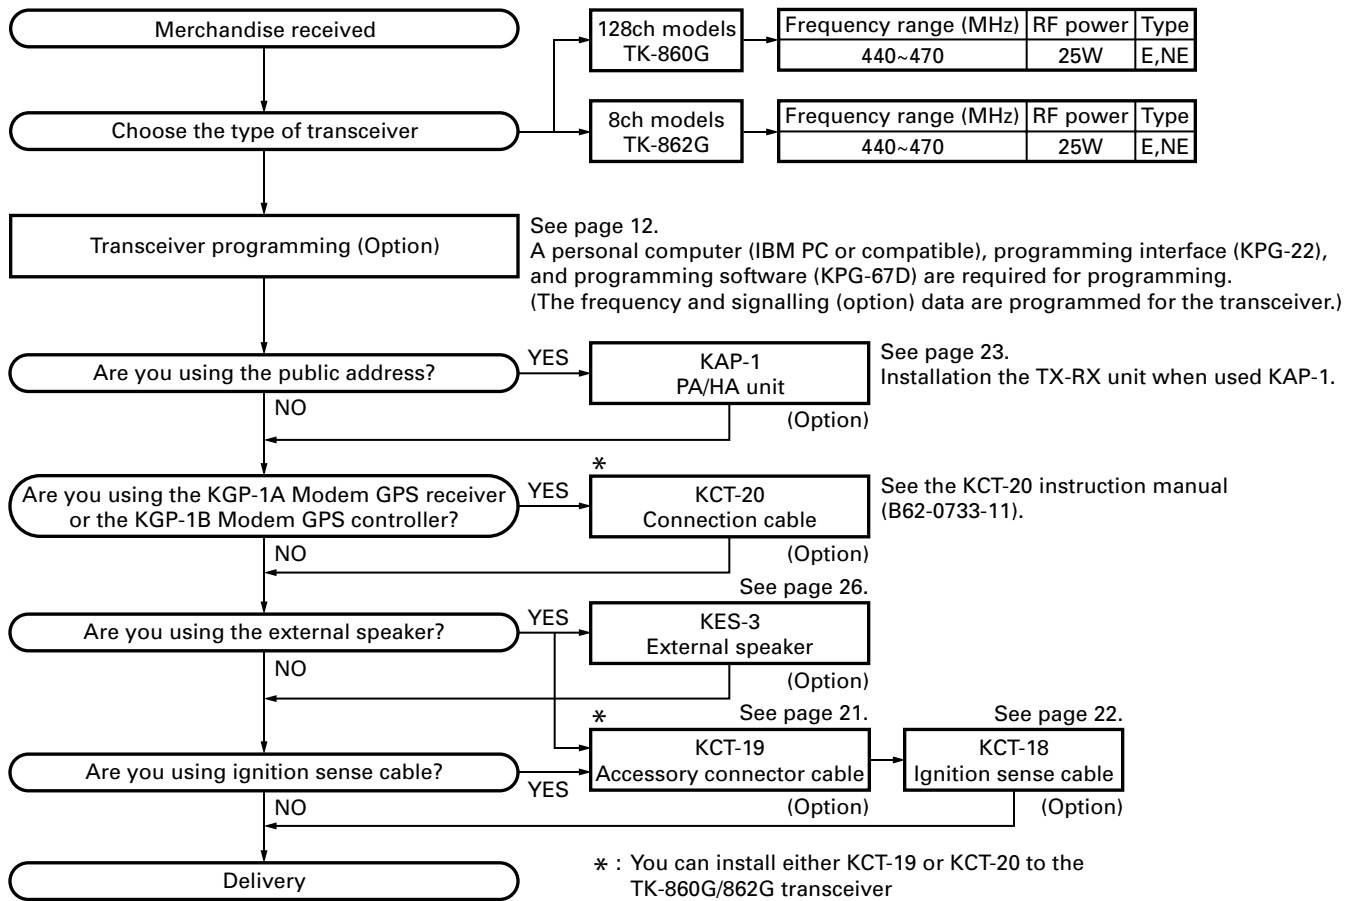 Merchandise received
128ch models
TK-860G
Frequency range (MHz) RF power Type
440~470 25W E,NE
Choose the type of transceiver
8ch models
TK-862G
Frequency range (MHz) RF power Type
440~470 25W E,NE
Transceiver programming (Option)
See page 12.
A personal computer (IBM PC or compatible), programming interface (KPG-22),
and programming software (KPG-67D) are required for programming.
(The frequency and signalling (option) data are programmed for the transceiver.)
Are you using the public address?
YES
NO
KAP-1
PA/HA unit
(Option)
See page 23.
Installation the TX-RX unit when used KAP-1.
Are you using the KGP-1A Modem GPS receiver
or the KGP-1B Modem GPS controller?
YES
NO
*
KCT-20
Connection cable
(Option)
See the KCT-20 instruction manual
(B62-0733-11).
Are you using the external speaker?
YES
NO
See page 26.
KES-3
External speaker
(Option)
Are you using ignition sense cable?
YES
NO
*
See page 21.
KCT-19
Accessory connector cable
(Option)
See page 22.
KCT-18
Ignition sense cable
(Option)
Delivery
* : You can install either KCT-19 or KCT-20 to the
TK-860G/862G transceiver